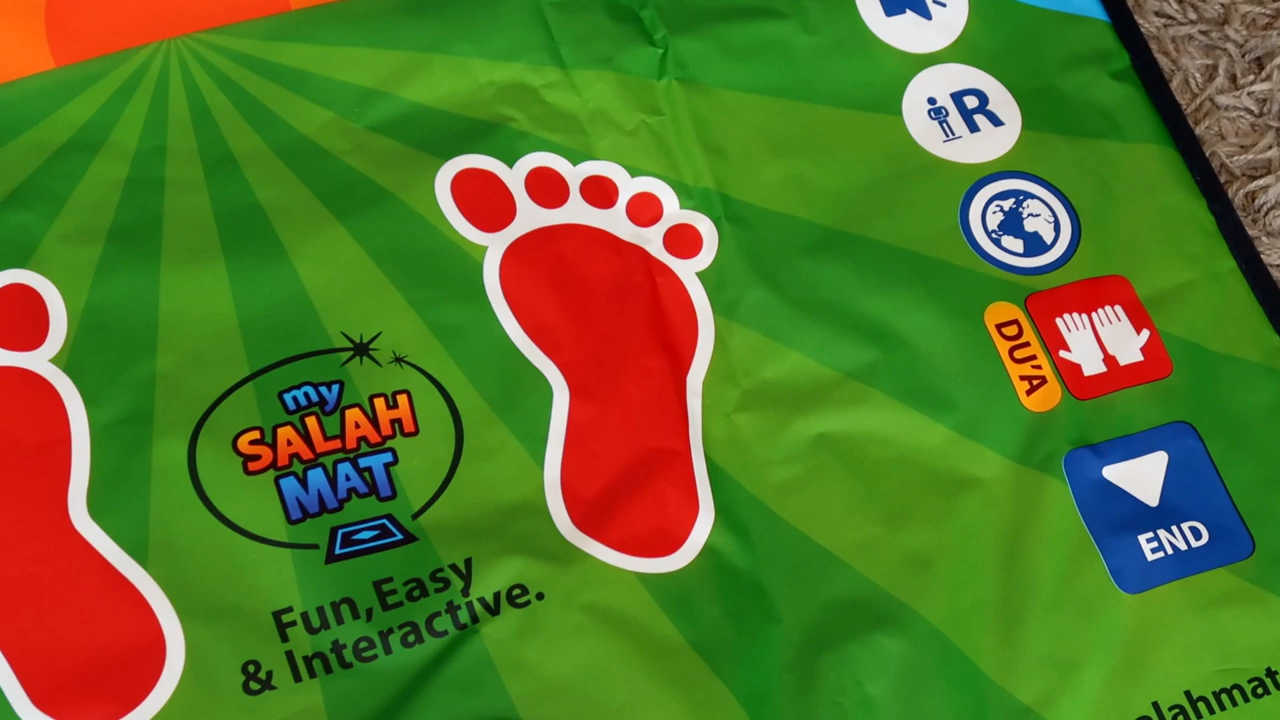 R
DU'A
END
my
SALAH
MAT
Fun, Easy
& Interactive.